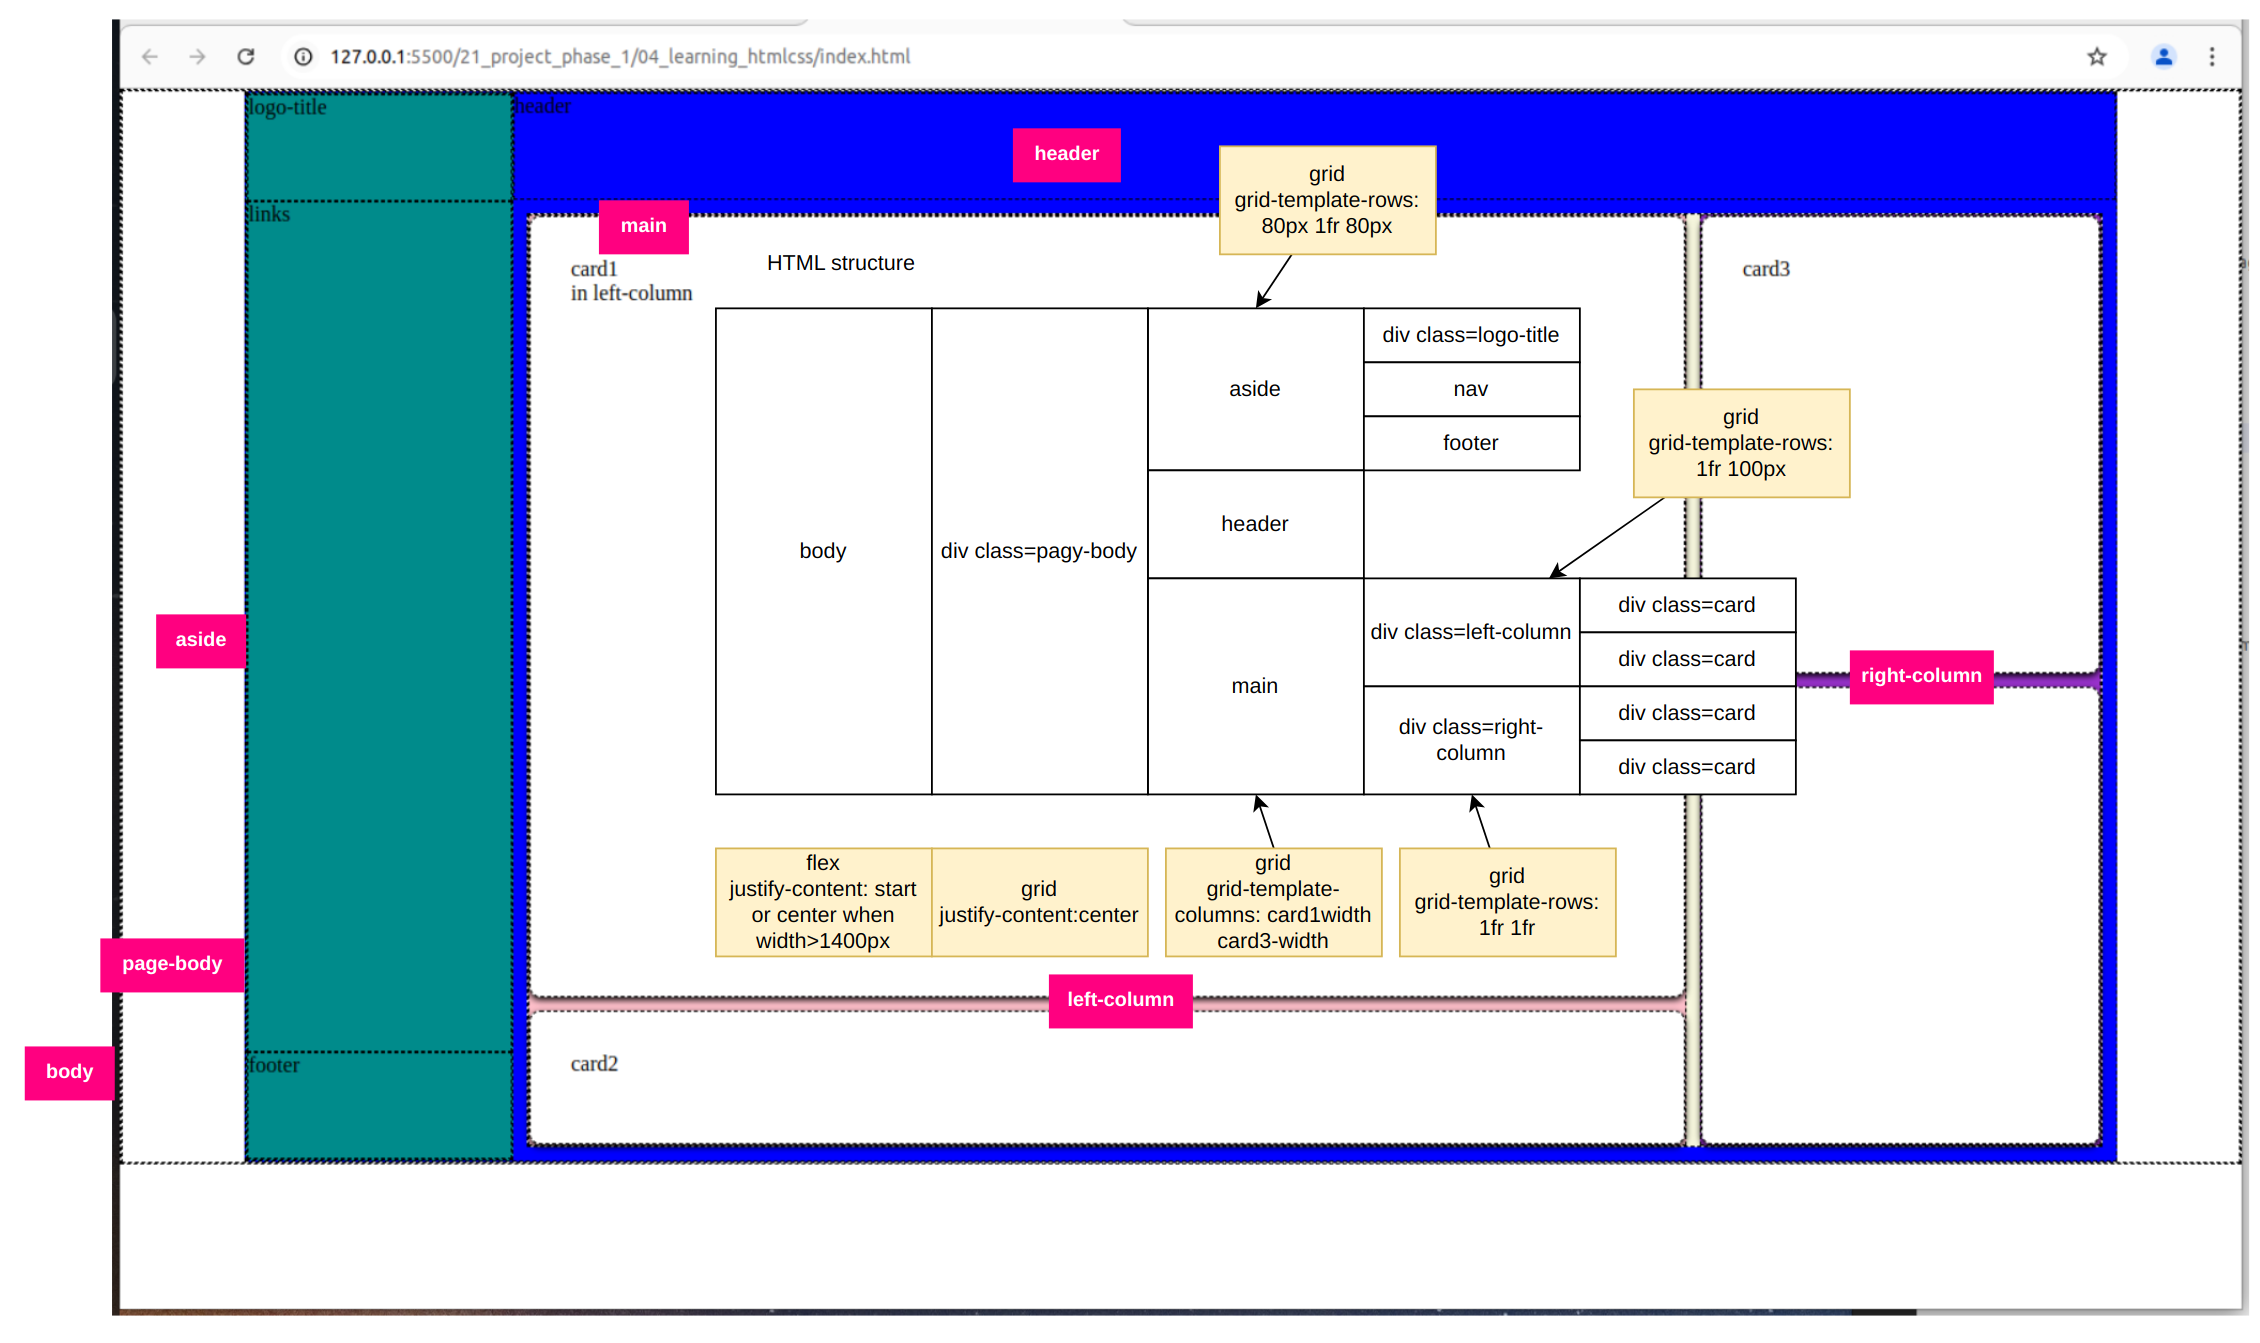 127.0.0.1:5500/21_project_phase_1/04_learning_htmlcss/index.html
logo-title
header
header
grid
grid-template-rows:
80px 1fr 80px
links
main
card1
in left-column
HTML structure
card3
body
div class=pagy-body
aside
div class=logo-title
nav
footer
header
grid
grid-template-rows:
1fr 100px
main
div class=left-column
div class=card
div class=card
div class=right-
column
div class=card
div class=card
aside
right-column
flex
justify-content: start
or center when
width>1400px
grid
justify-content:center
grid
grid-template-
columns: card1width
card3-width
grid
grid-template-rows:
1fr 1fr
page-body
left-column
body
footer
card2